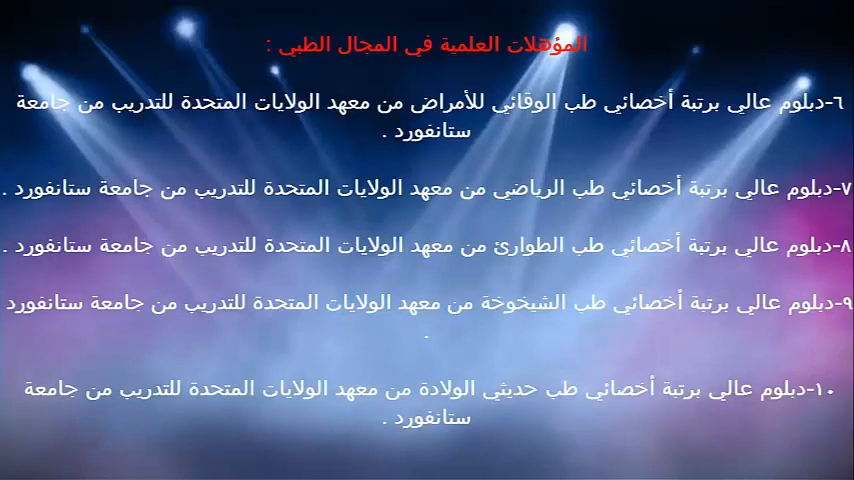 المؤهلات العلمية في المجال الطبي :
٦-دبلوم عالي برتبة أخصائي طب الوقائي للأمراض من معهد الولايات المتحدة للتدريب من جامعة
ستانفورد .
٧-دبلوم عالي برتبة أخصائي طب الرياضي من معهد الولايات المتحدة للتدريب من جامعة ستانفورد .
٨-دبلوم عالي برتبة أخصائي طب الطوارئ من معهد الولايات المتحدة للتدريب من جامعة ستانفورد .
٩-دبلوم عالي برتبة أخصائي طب الشيخوخة من معهد الولايات المتحدة للتدريب من جامعة ستانفورد
.
١٠-دبلوم عالي برتبة أخصائي طب حديثي الولادة من معهد الولايات المتحدة للتدريب من جامعة
ستانفورد .